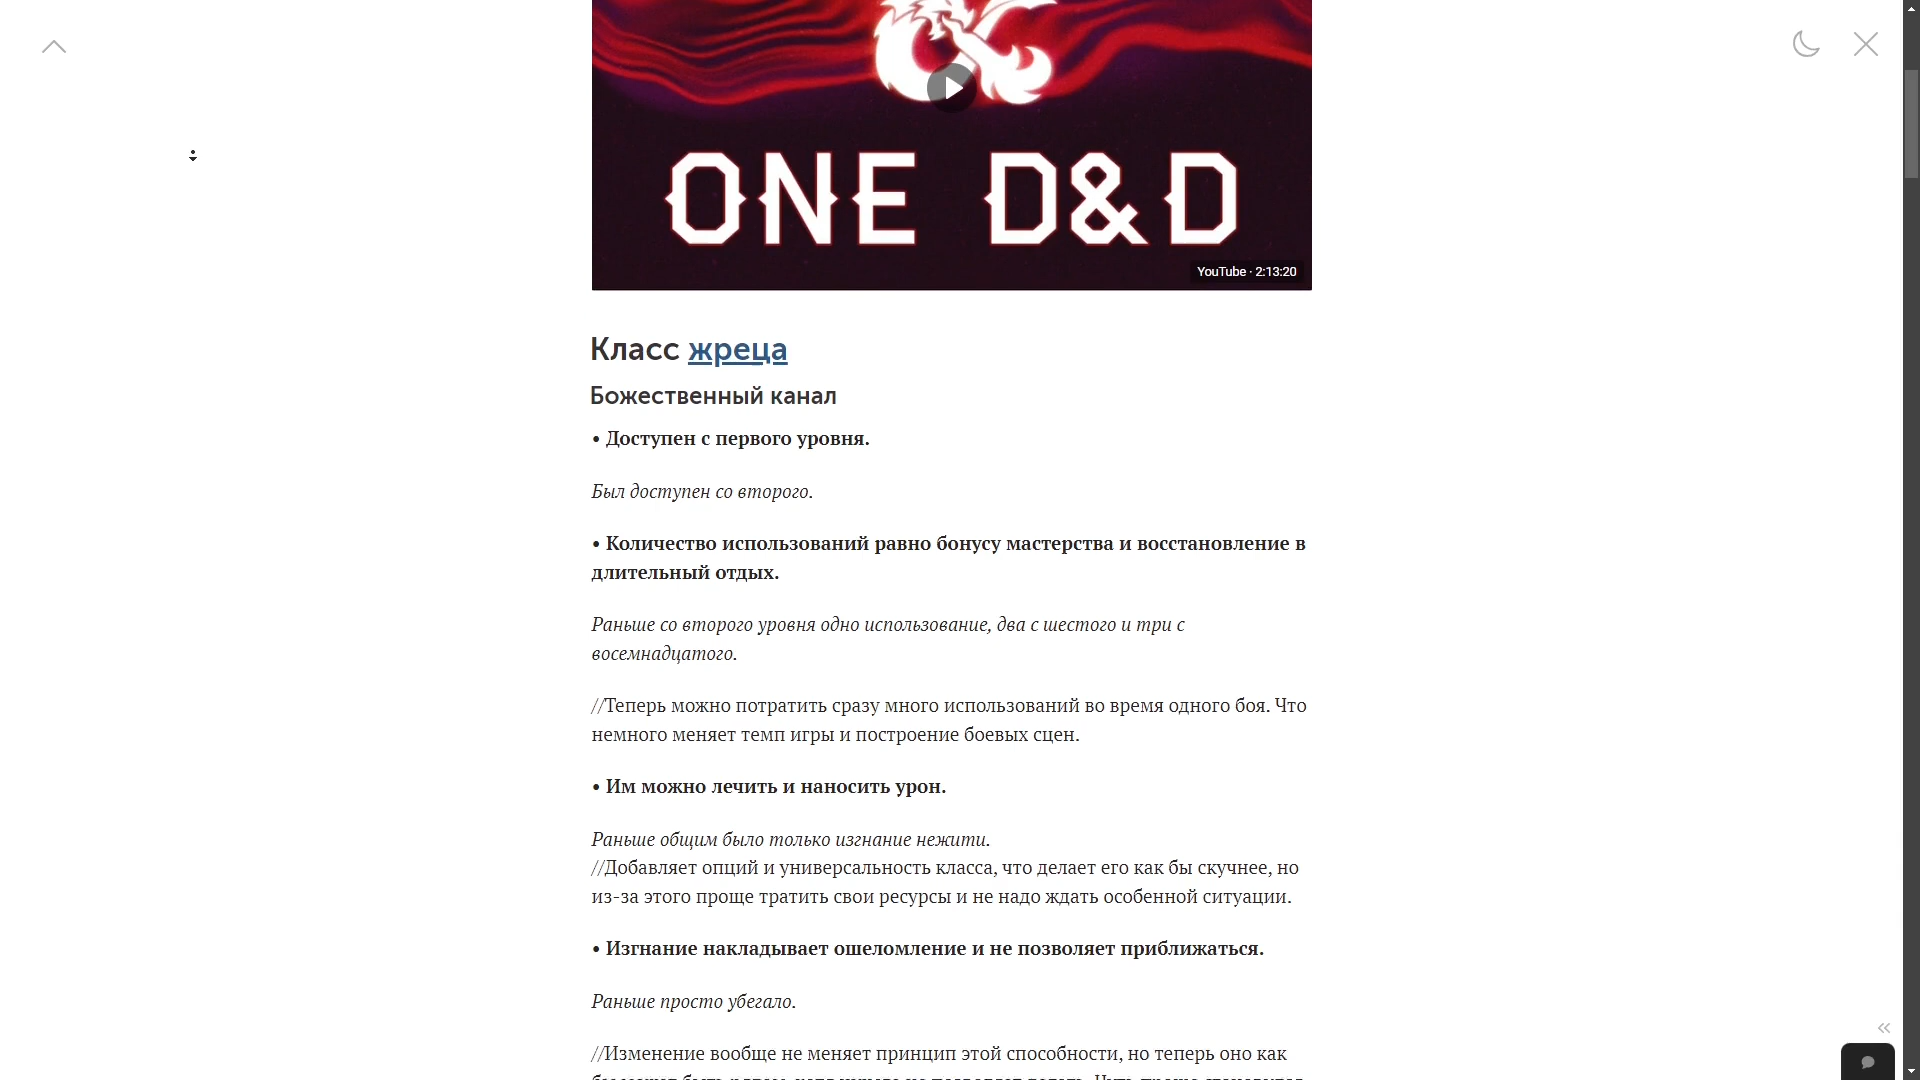 ONE D&D
YouTube · 2:13:20
Класс жреца
Божественный канал
• Доступен с первого уровня.
Был доступен со второго.
• Количество использований равно бонусу мастерства и восстановление в
длительный отдых.
Раньше со второго уровня одно использование, два с шестого и три с
восемнадцатого.
//Теперь можно потратить сразу много использований во время одного боя. Что
немного меняет темп игры и построение боевых сцен.
• Им можно лечить и наносить урон.
Раньше общим было только изгнание нежити.
//Добавляет опций и универсальность класса, что делает его как бы скучнее, но
из-за этого проще тратить свои ресурсы и не надо ждать особенной ситуации.
• Изгнание накладывает ошеломление и не позволяет приближаться.
Раньше просто убегало.
//Изменение вообще не меняет принцип этой способности, но теперь оно как